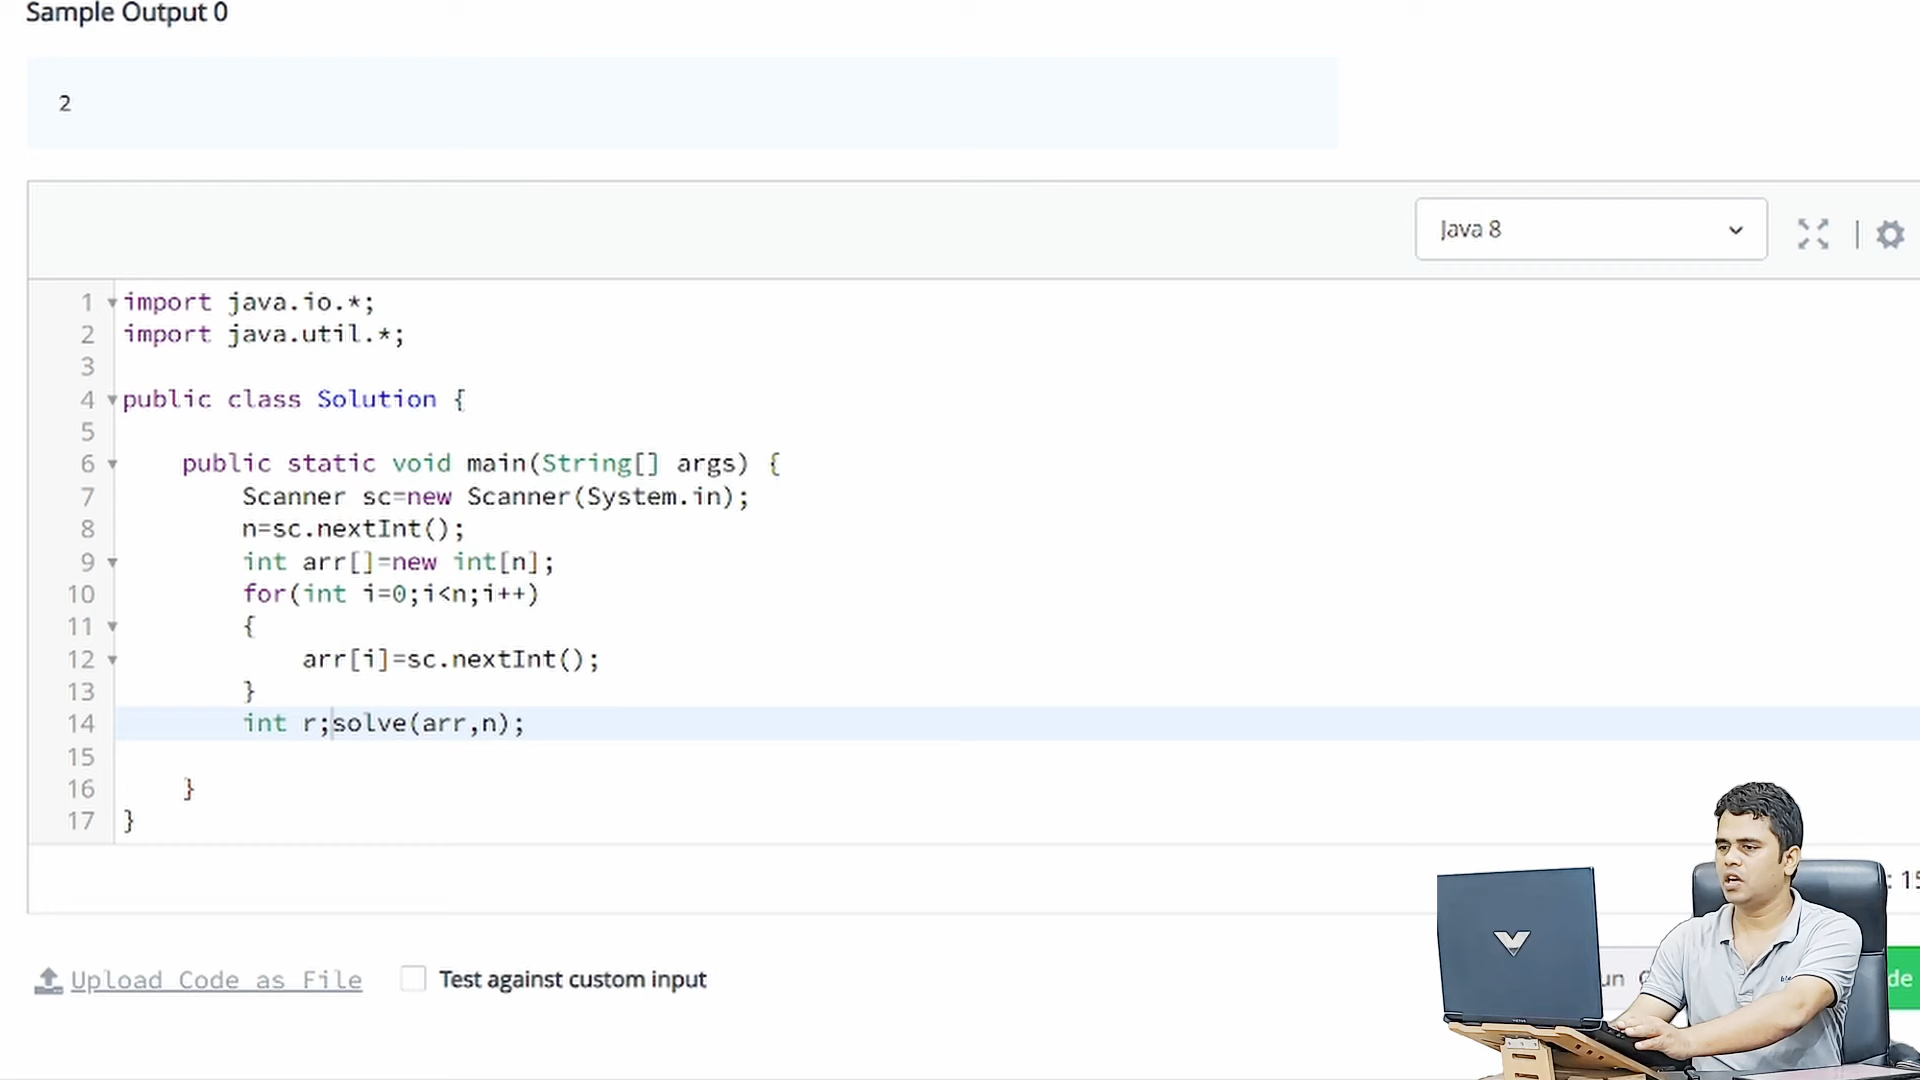 Sample Output 0
2
Java 8
1 import java.io.*;
2 import java.util.*;
3
4 public class Solution {
5
6 public static void main(String[] args) {
7 Scanner sc=new Scanner(System.in);
8 n=sc.nextInt();
9 int arr[]=new int[n];
10 for(int i=0;i<n;i++)
11 {
12 arr[i]=sc.nextInt();
13 }
14 int r;solve(arr,n);
15
16 }
17 }
: 15
Upload Code as File
Test against custom input
un
de